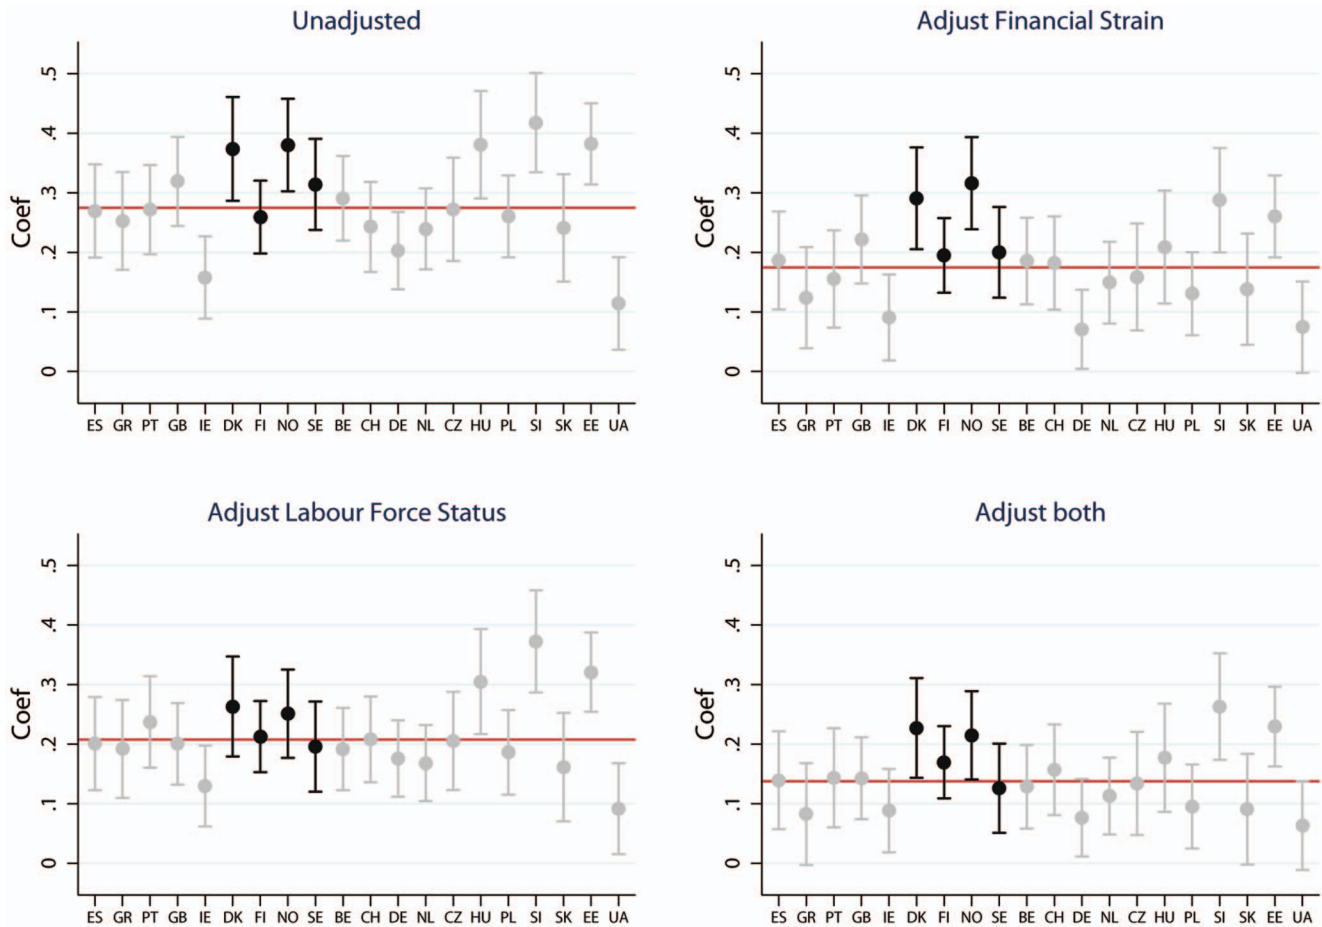 Unadjusted
Coef
.5
.4
.3
.2
.1
0
ES GR PT GB IE DK FI NO SE BE CH DE NL CZ HU PL SI SK EE UA
Adjust Financial Strain
Coef
.5
.4
.3
.2
.1
0
ES GR PT GB IE DK FI NO SE BE CH DE NL CZ HU PL SI SK EE UA
Adjust Labour Force Status
Coef
.5
.4
.3
.2
.1
0
ES GR PT GB IE DK FI NO SE BE CH DE NL CZ HU PL SI SK EE UA
Adjust both
Coef
.5
.4
.3
.2
.1
0
ES GR PT GB IE DK FI NO SE BE CH DE NL CZ HU PL SI SK EE UA